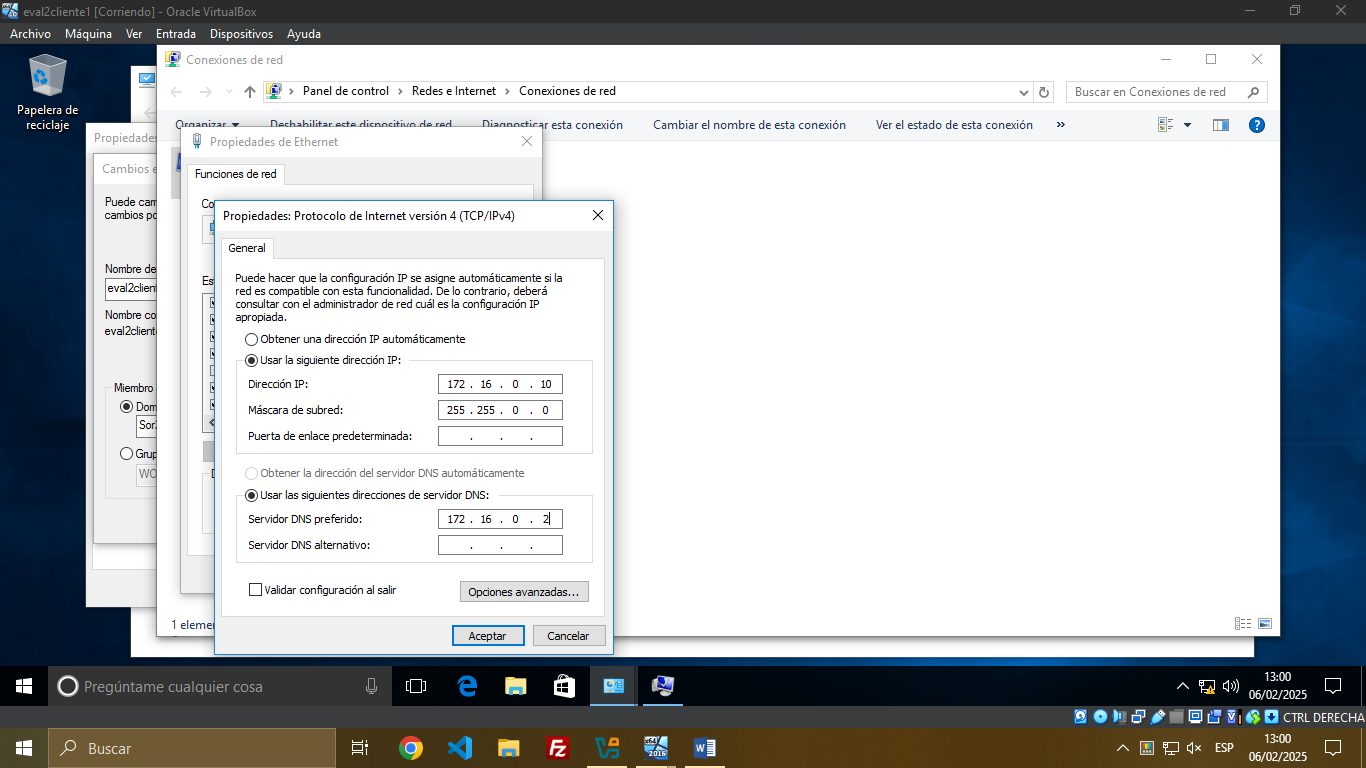 eval2cliente1 [Corriendo] - Oracle VirtualBox
Archivo Máquina Ver Entrada Dispositivos Ayuda
Papelera de reciclaje
Conexiones de red
Panel de control Redes e Internet Conexiones de red
Buscar en Conexiones de red
Organizar Deshabilitar este dispositivo de red Diagnosticar esta conexión Cambiar el nombre de esta conexión Ver el estado de esta conexión »
Propiedades
Propiedades de Ethernet
Cambios e
Funciones de red
Puede cam
cambios po
Co
Nombre de
Est
eval2client
Nombre co
eval2client
Miembro
Dom
Sor.
Grup
WO
Propiedades: Protocolo de Internet versión 4 (TCP/IPv4)
General
Puede hacer que la configuración IP se asigne automáticamente si la
red es compatible con esta funcionalidad. De lo contrario, deberá
consultar con el administrador de red cuál es la configuración IP
apropiada.
Obtener una dirección IP automáticamente
Usar la siguiente dirección IP:
Dirección IP: 172 . 16 . 0 . 10
Máscara de subred: 255 . 255 . 0 . 0
Puerta de enlace predeterminada: . . .
Obtener la dirección del servidor DNS automáticamente
Usar las siguientes direcciones de servidor DNS:
Servidor DNS preferido: 172 . 16 . 0 . 2
Servidor DNS alternativo: . . .
Validar configuración al salir
Opciones avanzadas...
Aceptar Cancelar
1 elemen
Pregúntame cualquier cosa
13:00
06/02/2025
CTRL DERECHA
Buscar
x64
2016
ESP
13:00
06/02/2025